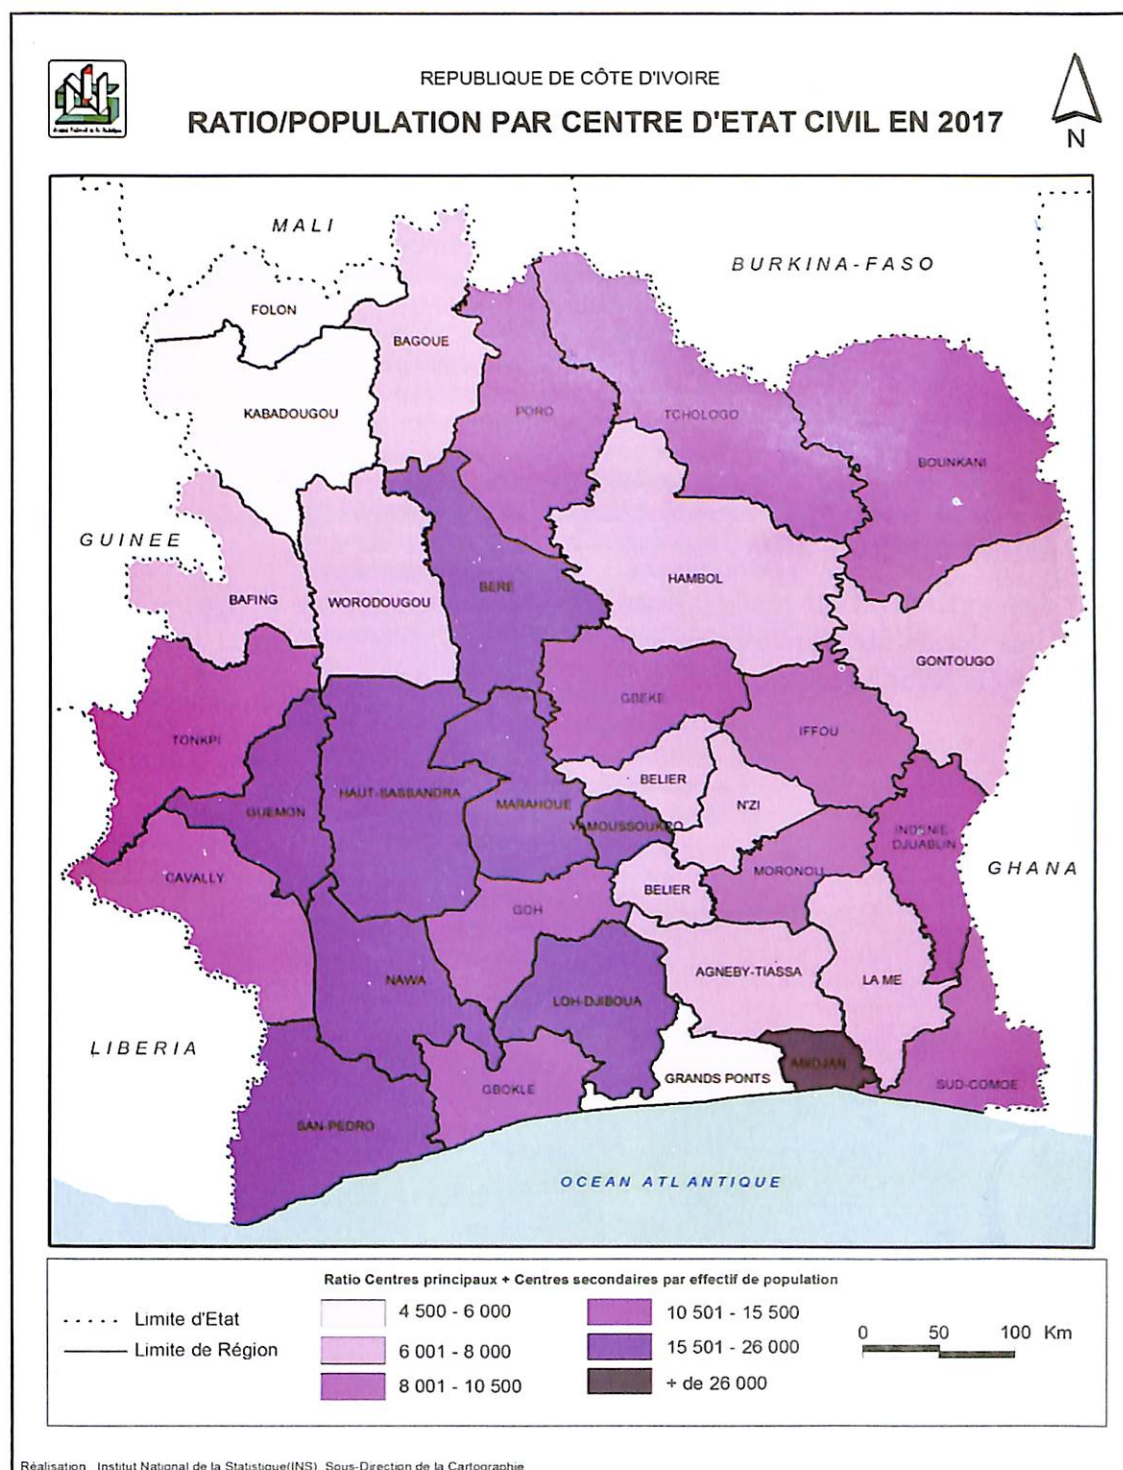 REPUBLIQUE DE CÔTE D'IVOIRE
RATIO/POPULATION PAR CENTRE D'ETAT CIVIL EN 2017
N
MALI
BURKINA-FASO
FOLON
BAGOUE
KABADOUGOU
PORO
TCHOLOGO
BOUNKANI
GUINEE
BAFING
WORODOUGOU
BERE
HAMBOL
GONTOUGO
TONKPI
GBEKE
IFFOU
GUEMON
HAUT-SASSANDRA
MARAHOUE
BELIER
N'ZI
YAMOUSSOUKRO
INDENIE-
DJUABLIN
CAVALLY
GOH
BELIER
MORONOU
GHANA
NAWA
LOH-DJIBOUA
AGNEBY-TIASSA
LA ME
LIBERIA
GBOKLE
GRANDS PONTS
ABIDJAN
SUD-COMOE
SAN-PEDRO
OCEAN ATLANTIQUE
Ratio Centres principaux + Centres secondaires par effectif de population
Limite d'Etat
Limite de Région
4 500 - 6 000
6 001 - 8 000
8 001 - 10 500
10 501 - 15 500
15 501 - 26 000
+ de 26 000
0 50 100 Km
Réalisation Institut National de la Statistique(INS) Sous-Direction de la Cartographie